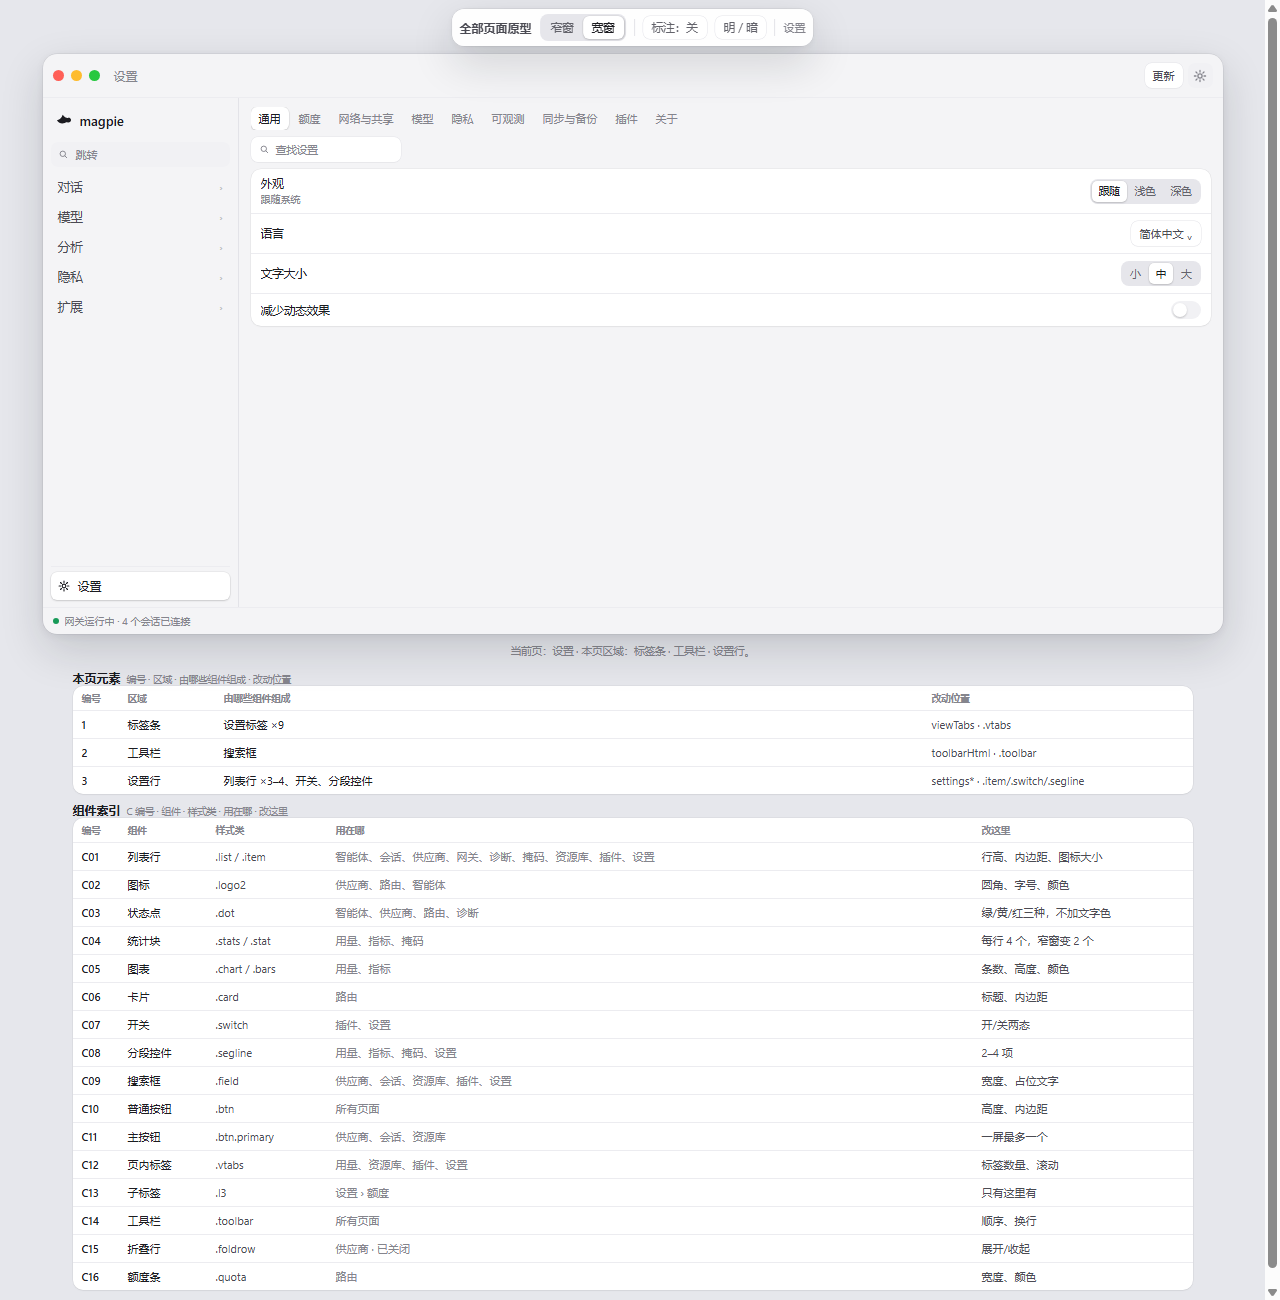 全部页面原型 窄窗 宽窗 标注：关 明 / 暗 设置
设置 更新
magpie
跳转
对话
模型
分析
隐私
扩展
设置
通用 额度 网络与共享 模型 隐私 可观测 同步与备份 插件 关于
查找设置
外观
跟随系统
跟随 浅色 深色
语言 简体中文
文字大小 小 中 大
减少动态效果
网关运行中 · 4 个会话已连接
当前页：设置 · 本页区域：标签条 · 工具栏 · 设置行。
本页元素 编号 · 区域 · 由哪些组件组成 · 改动位置
编号 区域 由哪些组件组成 改动位置
1 标签条 设置标签 ×9 viewTabs · .vtabs
2 工具栏 搜索框 toolbarHtml · .toolbar
3 设置行 列表行 ×3–4、开关、分段控件 settings* · .item/.switch/.segline
组件索引 C 编号 · 组件 · 样式类 · 用在哪 · 改这里
编号 组件 样式类 用在哪 改这里
C01 列表行 .list / .item 智能体、会话、供应商、网关、诊断、掩码、资源库、插件、设置 行高、内边距、图标大小
C02 图标 .logo2 供应商、路由、智能体 圆角、字号、颜色
C03 状态点 .dot 智能体、供应商、路由、诊断 绿/黄/红三种，不加文字色
C04 统计块 .stats / .stat 用量、指标、掩码 每行 4 个，窄窗变 2 个
C05 图表 .chart / .bars 用量、指标 条数、高度、颜色
C06 卡片 .card 路由 标题、内边距
C07 开关 .switch 插件、设置 开/关两态
C08 分段控件 .segline 用量、指标、掩码、设置 2–4 项
C09 搜索框 .field 供应商、会话、资源库、插件、设置 宽度、占位文字
C10 普通按钮 .btn 所有页面 高度、内边距
C11 主按钮 .btn.primary 供应商、会话、资源库 一屏最多一个
C12 页内标签 .vtabs 用量、资源库、插件、设置 标签数量、滚动
C13 子标签 .l3 设置 › 额度 只有这里有
C14 工具栏 .toolbar 所有页面 顺序、换行
C15 折叠行 .foldrow 供应商 · 已关闭 展开/收起
C16 额度条 .quota 路由 宽度、颜色